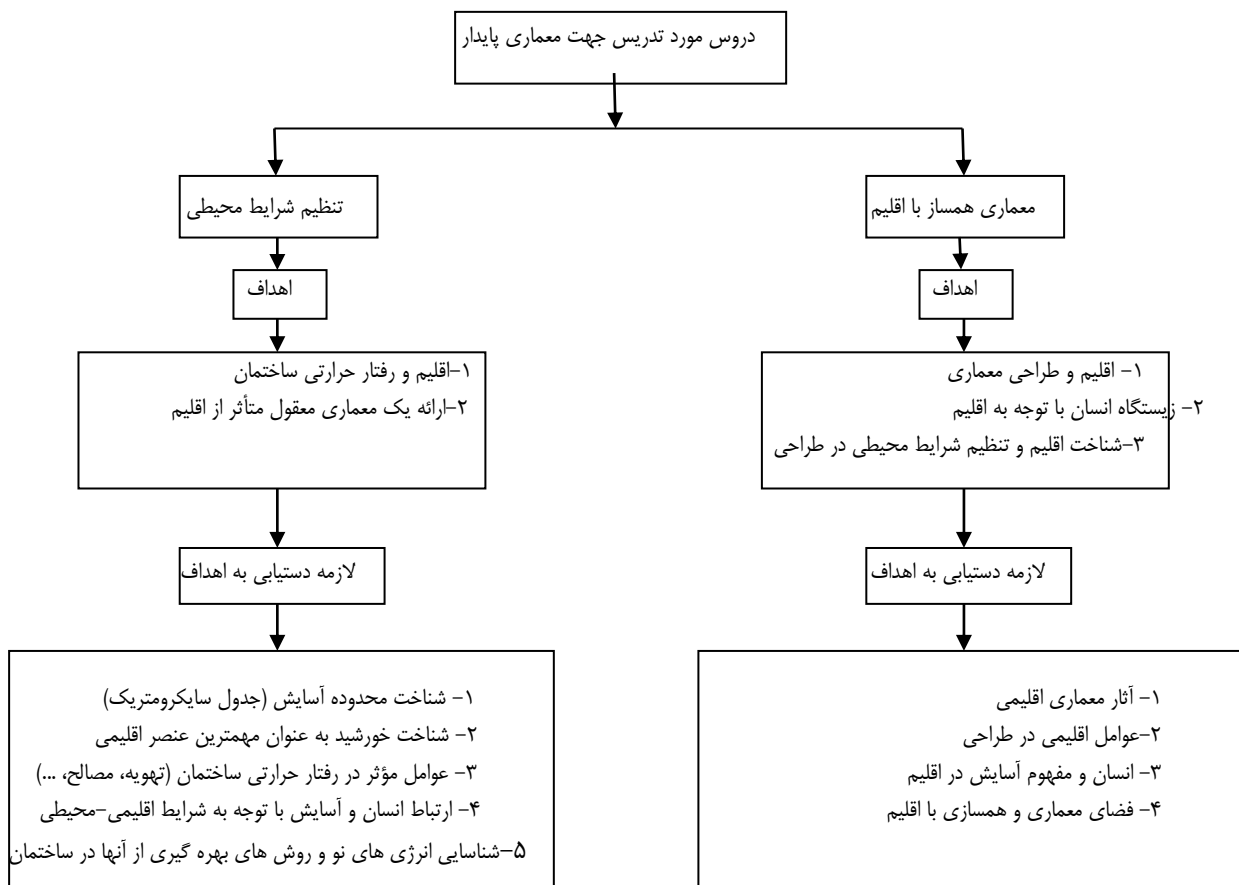 دروس مورد تدریس جهت معماری پایدار
معماری همساز با اقلیم
اهداف
۱- اقلیم و طراحی معماری
۲- زیستگاه انسان با توجه به اقلیم
۳-شناخت اقلیم و تنظیم شرایط محیطی در طراحی
لازمه دستیابی به اهداف
۱- آثار معماری اقلیمی
۲-عوامل اقلیمی در طراحی
۳- انسان و مفهوم آسایش در اقلیم
۴- فضای معماری و همسازی با اقلیم
تنظیم شرایط محیطی
اهداف
۱-اقلیم و رفتار حرارتی ساختمان
۲-ارائه یک معماری معقول متأثر از اقلیم
لازمه دستیابی به اهداف
۱- شناخت محدوده آسایش (جدول سایکرومتریک)
۲- شناخت خورشید به عنوان مهمترین عنصر اقلیمی
۳- عوامل مؤثر در رفتار حرارتی ساختمان (تهویه، مصالح، ...)
۴- ارتباط انسان و آسایش با توجه به شرایط اقلیمی-محیطی
۵-شناسایی انرژی های نو و روش های بهره گیری از آنها در ساختمان